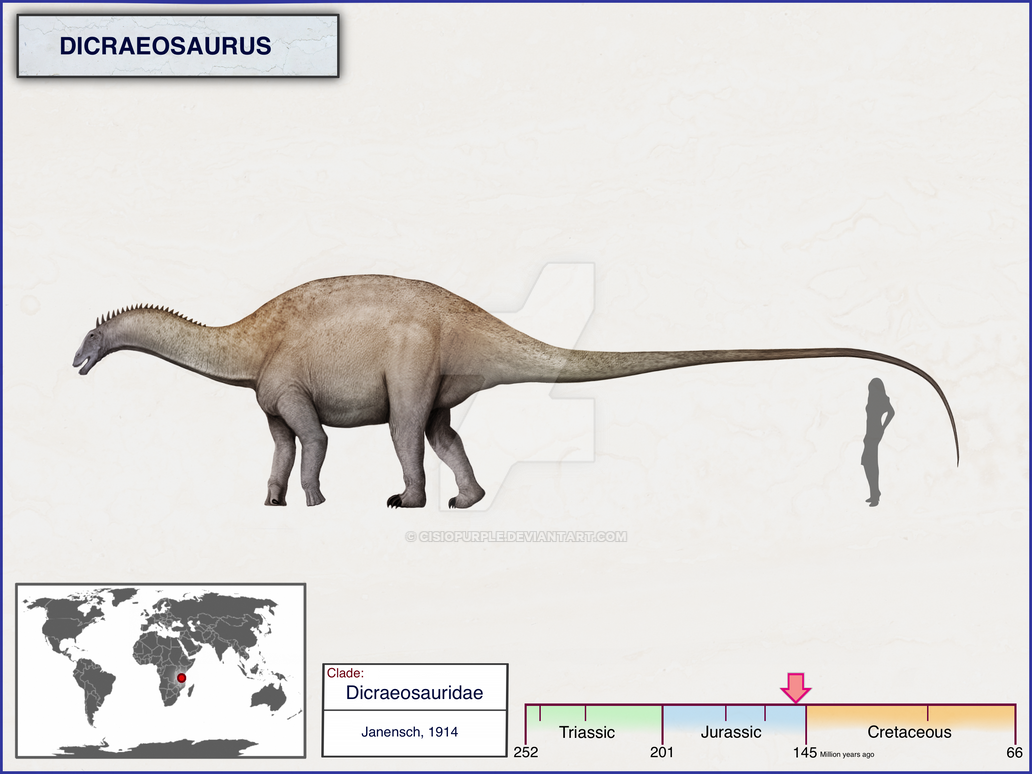 DICRAEOSAURUS
© CISIOPURPLE.DEVIANTART.COM
Clade:
Dicraeosauridae
Janensch, 1914
Triassic Jurassic Cretaceous
252 201 145 Million years ago 66